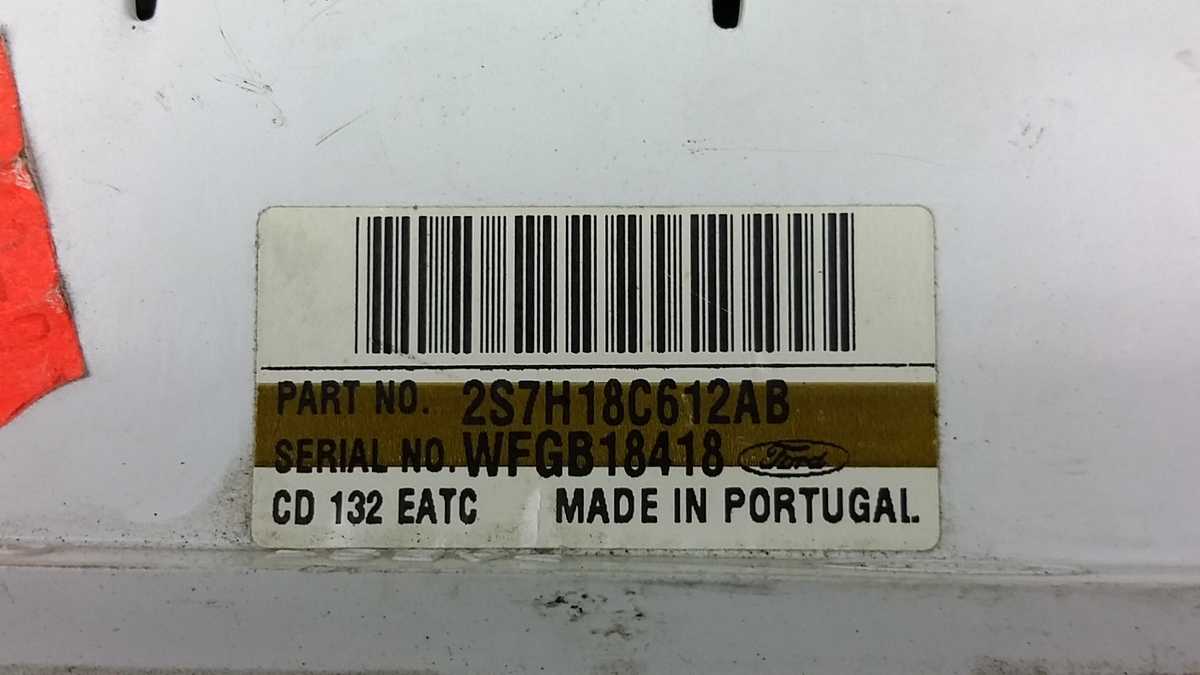 PART NO. 2S7H18C612AB
SERIAL NO. WFGB18418 Ford
CD 132 EATC MADE IN PORTUGAL.